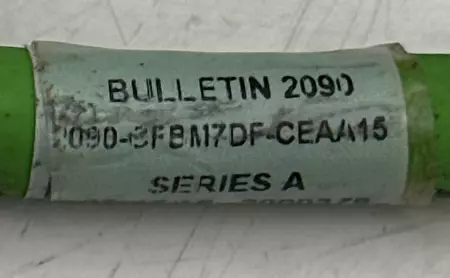 BULLETIN 2090
2090-CFBM7DF-CEAA15
SERIES A